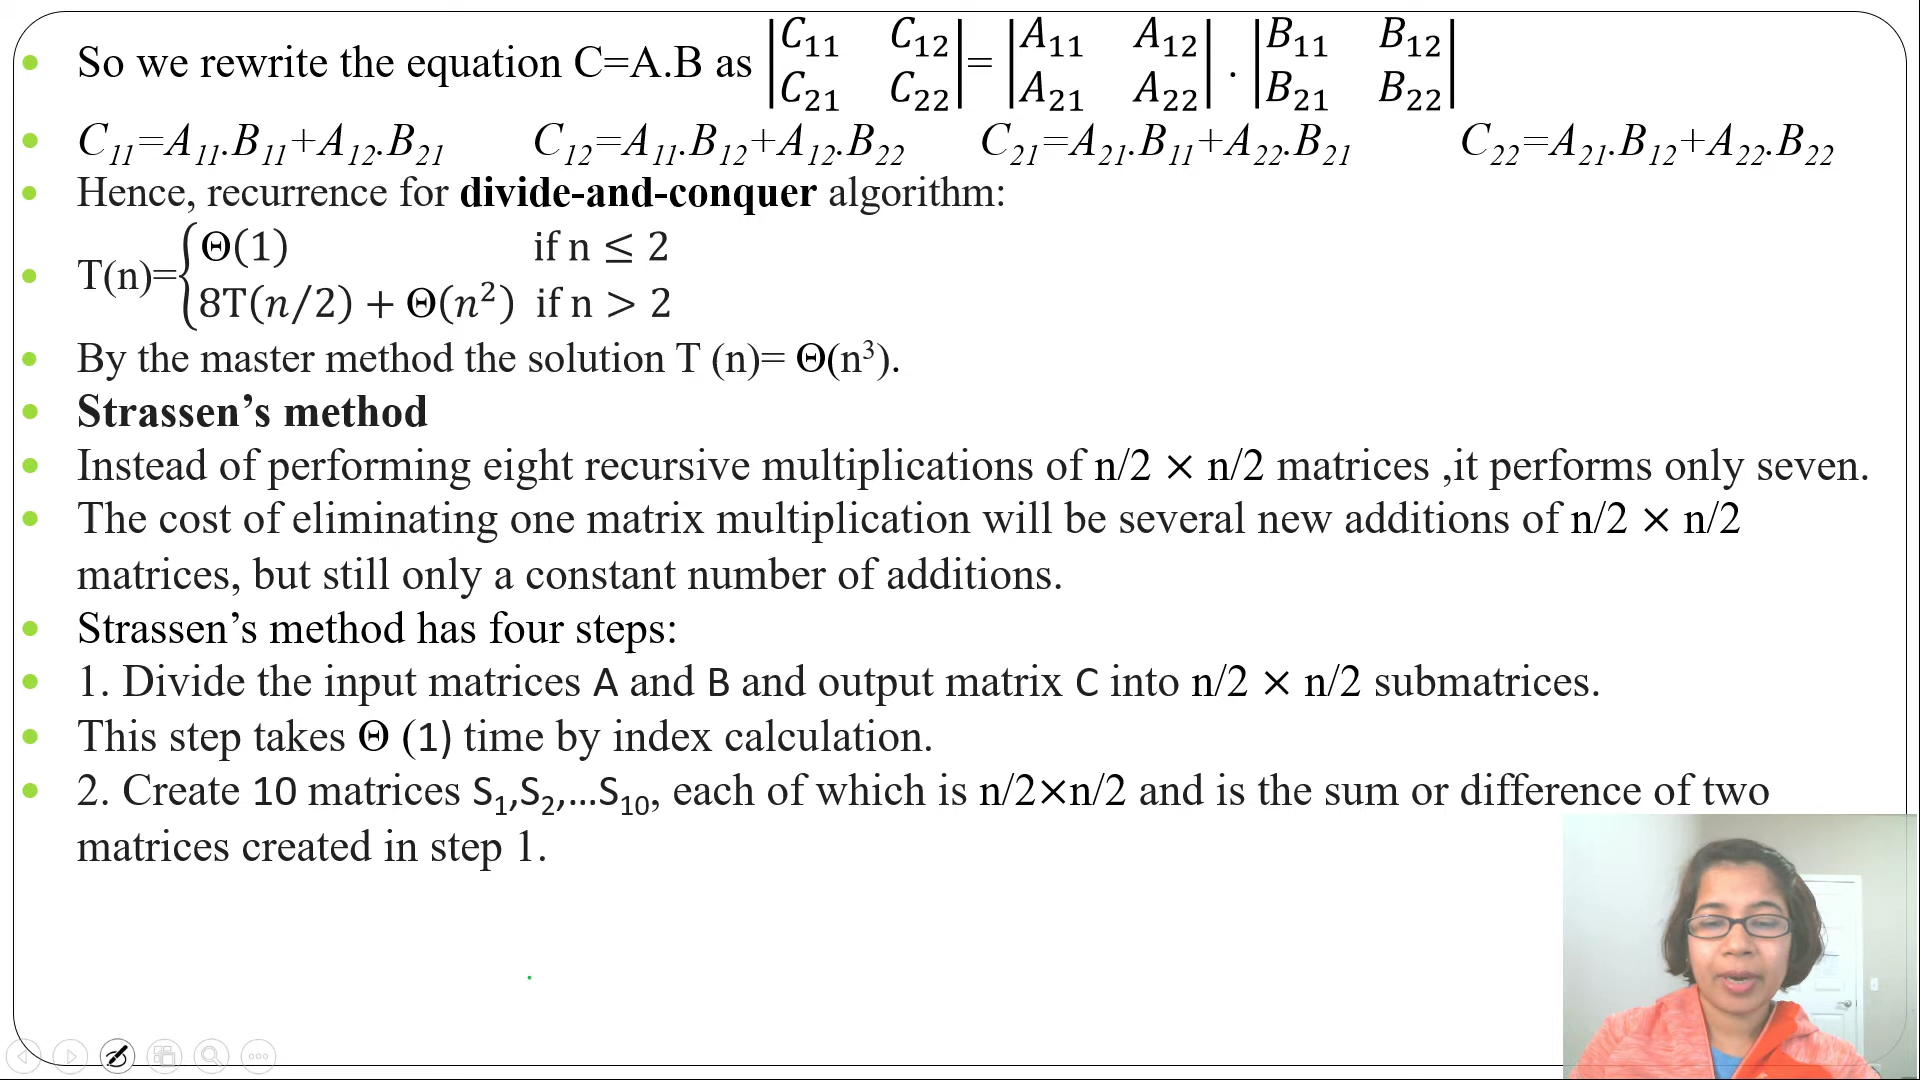 So we rewrite the equation C=A.B as |C₁₁ C₁₂ C₂₁ C₂₂| = |A₁₁ A₁₂ A₂₁ A₂₂| . |B₁₁ B₁₂ B₂₁ B₂₂|
C₁₁=A₁₁.B₁₁+A₁₂.B₂₁ C₁₂=A₁₁.B₁₂+A₁₂.B₂₂ C₂₁=A₂₁.B₁₁+A₂₂.B₂₁ C₂₂=A₂₁.B₁₂+A₂₂.B₂₂
Hence, recurrence for divide-and-conquer algorithm:
T(n)={Θ(1) if n ≤ 2
8T(n/2) + Θ(n²) if n > 2
By the master method the solution T (n)= Θ(n³).
Strassen’s method
Instead of performing eight recursive multiplications of n/2 × n/2 matrices ,it performs only seven.
The cost of eliminating one matrix multiplication will be several new additions of n/2 × n/2
matrices, but still only a constant number of additions.
Strassen’s method has four steps:
1. Divide the input matrices A and B and output matrix C into n/2 × n/2 submatrices.
This step takes Θ (1) time by index calculation.
2. Create 10 matrices S₁,S₂,...S₁₀, each of which is n/2×n/2 and is the sum or difference of two
matrices created in step 1.